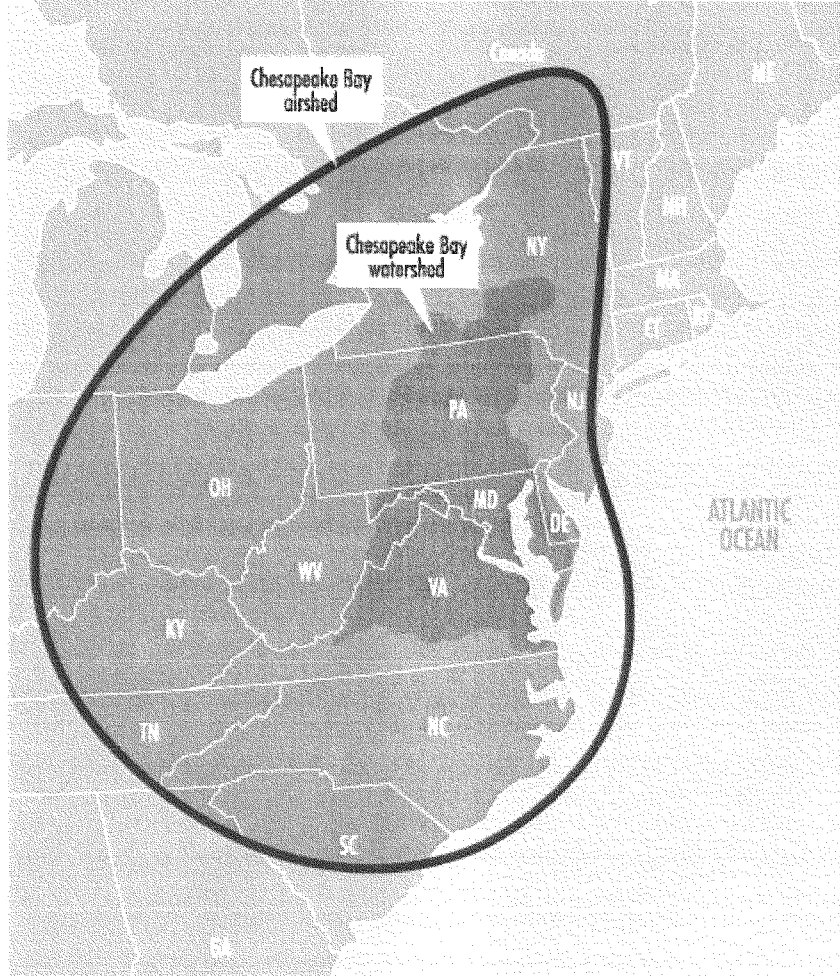 Canada
ME
Chesapeake Bay
airshed
VT
NH
Chesapeake Bay
watershed
NY
MA
CT
PA
NJ
OH
MD
DE
ATLANTIC
OCEAN
WV
VA
KY
TN
NC
SC
GA